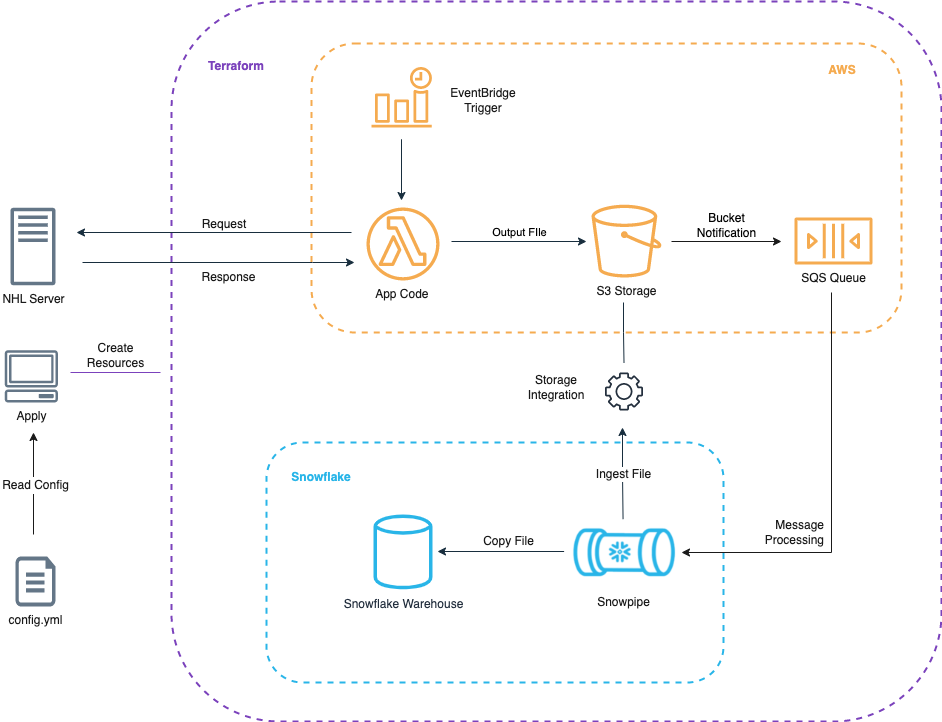 Terraform
AWS
EventBridge
Trigger
Request
Response
NHL Server
App Code
Output FIle
S3 Storage
Bucket
Notification
SQS Queue
Create
Resources
Apply
Read Config
config.yml
Storage
Integration
Snowflake
Ingest File
Message
Processing
Copy File
Snowflake Warehouse
Snowpipe